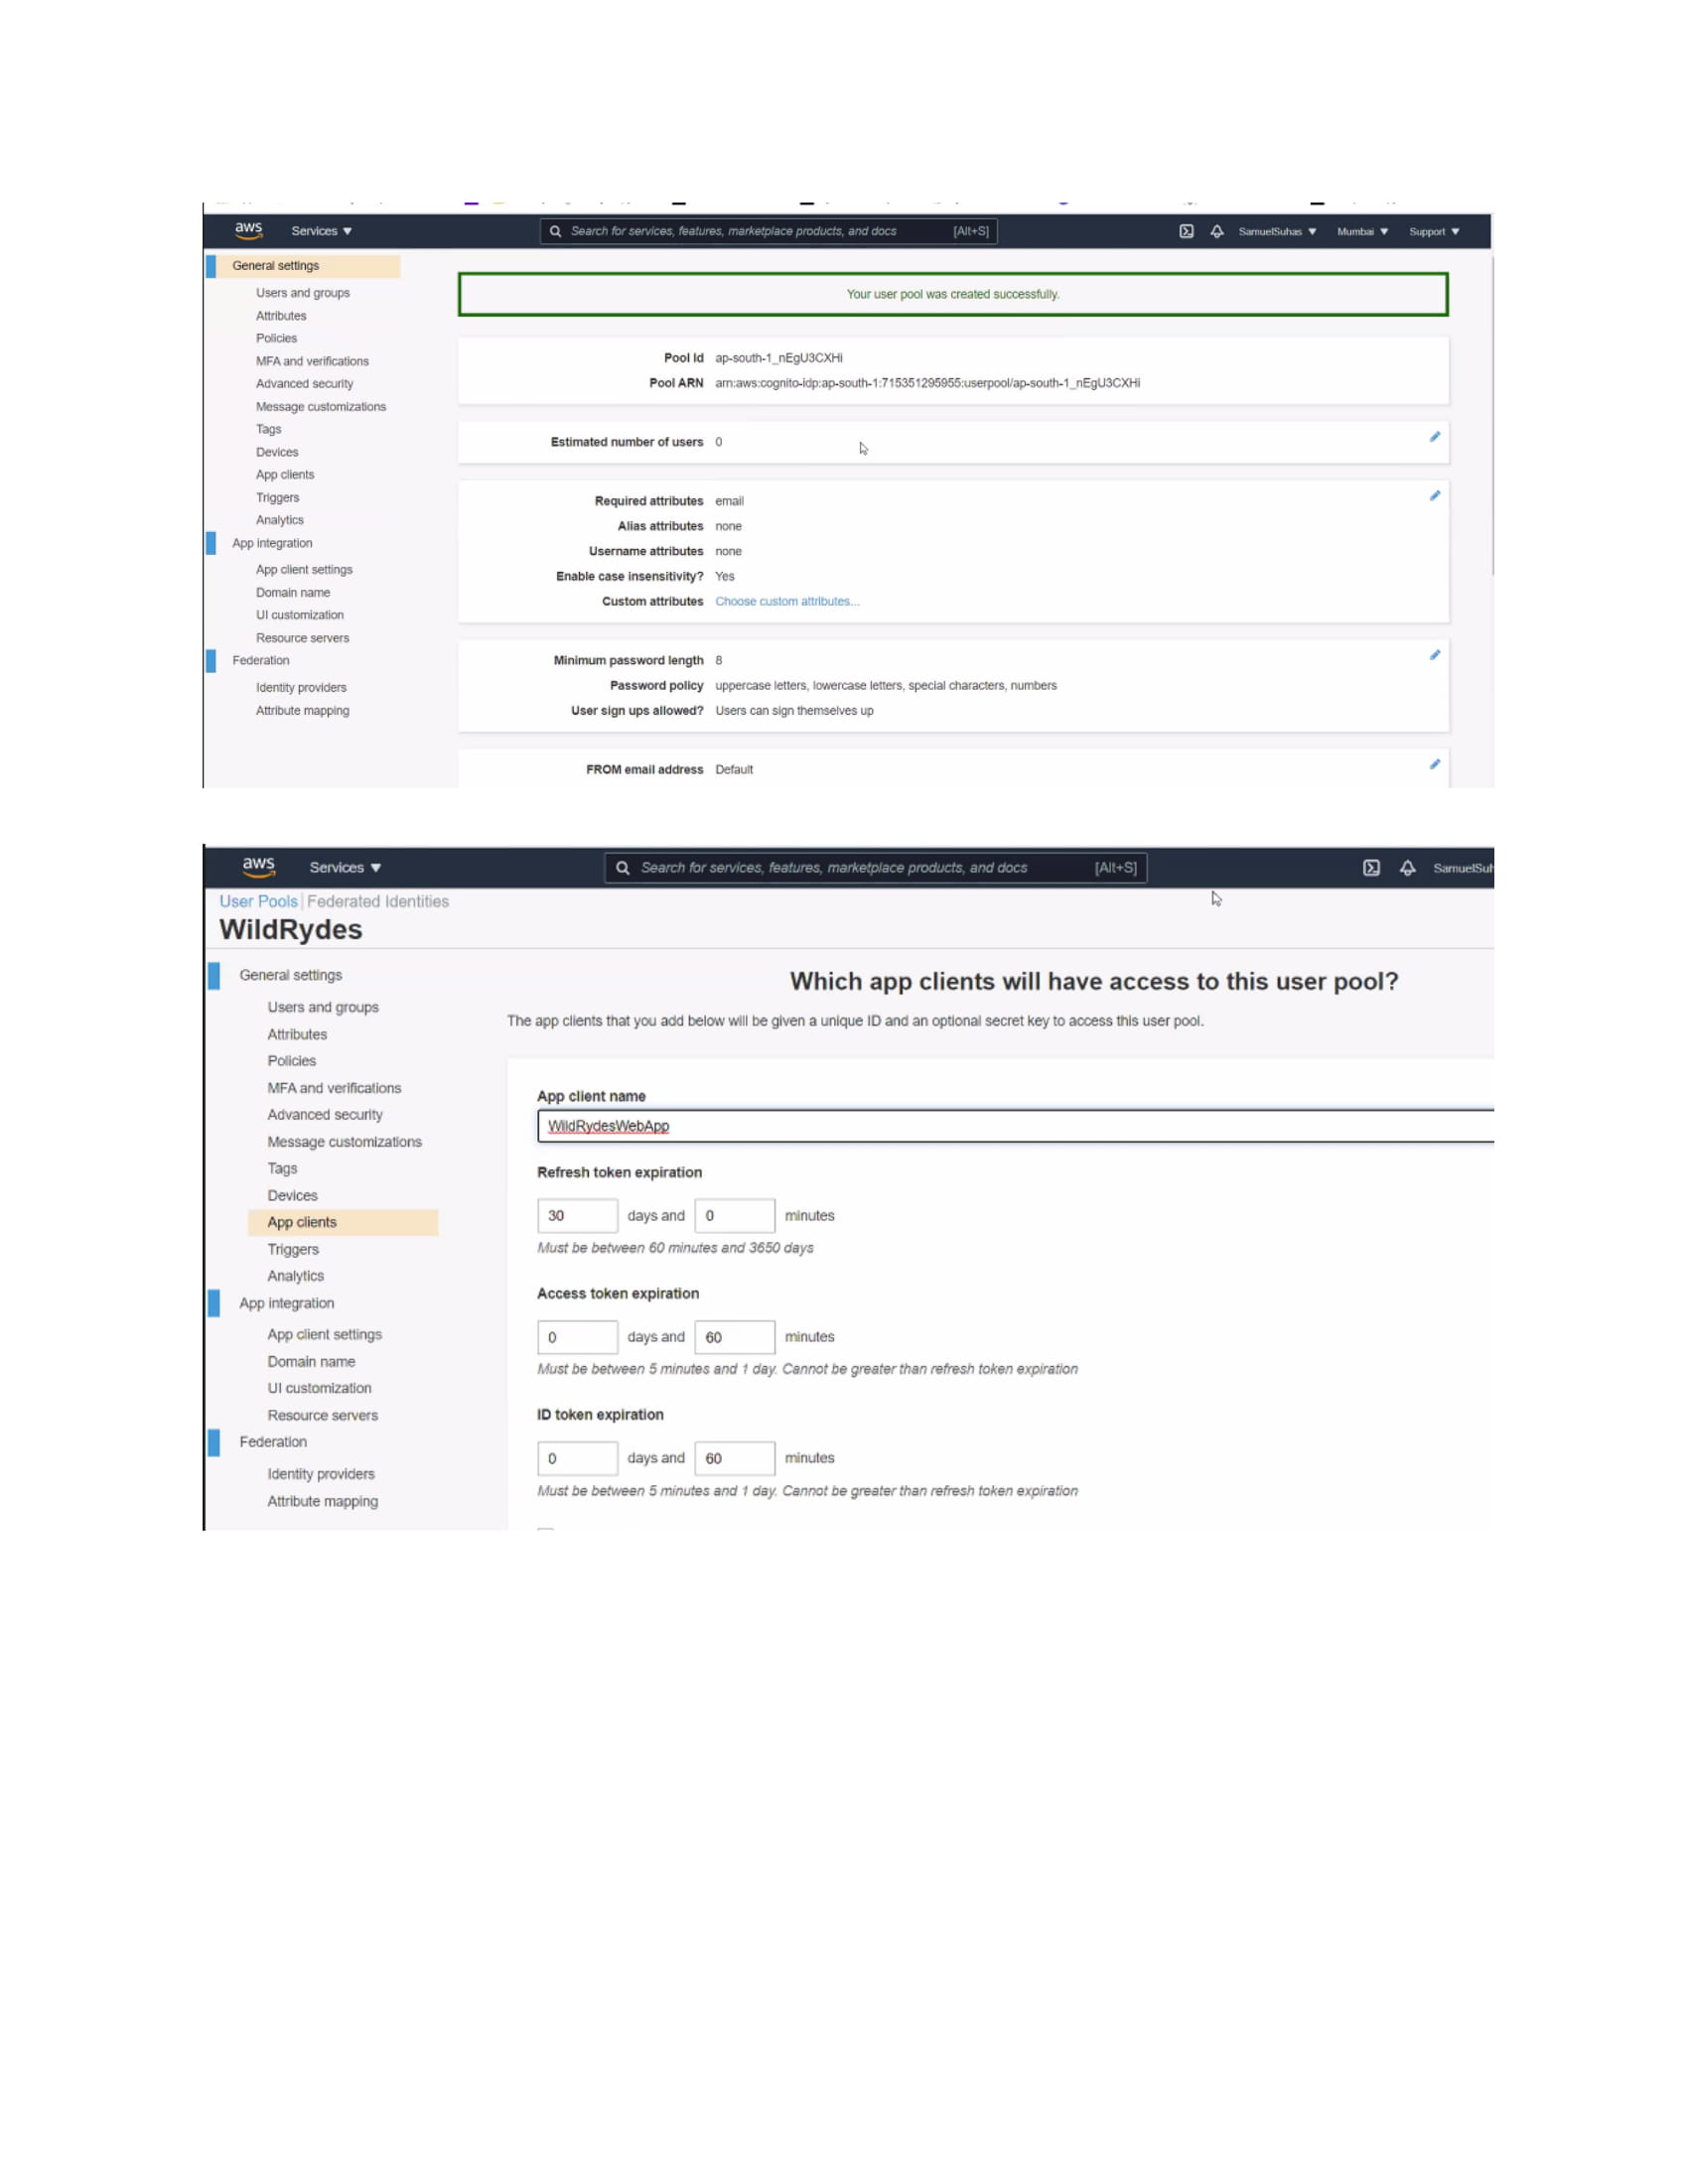 aws Services ▼ Search for services, features, marketplace products, and docs [Alt+S] SamuelSuhas ▼ Mumbai ▼ Support ▼
General settings
Users and groups
Attributes
Policies
MFA and verifications
Advanced security
Message customizations
Tags
Devices
App clients
Triggers
Analytics
App integration
App client settings
Domain name
UI customization
Resource servers
Federation
Identity providers
Attribute mapping
Your user pool was created successfully.
Pool Id ap-south-1_nEgU3CXHi
Pool ARN arn:aws:cognito-idp:ap-south-1:715351295955:userpool/ap-south-1_nEgU3CXHi
Estimated number of users 0
Required attributes email
Alias attributes none
Username attributes none
Enable case insensitivity? Yes
Custom attributes Choose custom attributes...
Minimum password length 8
Password policy uppercase letters, lowercase letters, special characters, numbers
User sign ups allowed? Users can sign themselves up
FROM email address Default
aws Services ▼ Search for services, features, marketplace products, and docs [Alt+S] SamuelSuh
User Pools | Federated Identities
WildRydes
General settings
Users and groups
Attributes
Policies
MFA and verifications
Advanced security
Message customizations
Tags
Devices
App clients
Triggers
Analytics
App integration
App client settings
Domain name
UI customization
Resource servers
Federation
Identity providers
Attribute mapping
Which app clients will have access to this user pool?
The app clients that you add below will be given a unique ID and an optional secret key to access this user pool.
App client name
WildRydesWebApp
Refresh token expiration
30 days and 0 minutes
Must be between 60 minutes and 3650 days
Access token expiration
0 days and 60 minutes
Must be between 5 minutes and 1 day. Cannot be greater than refresh token expiration
ID token expiration
0 days and 60 minutes
Must be between 5 minutes and 1 day. Cannot be greater than refresh token expiration